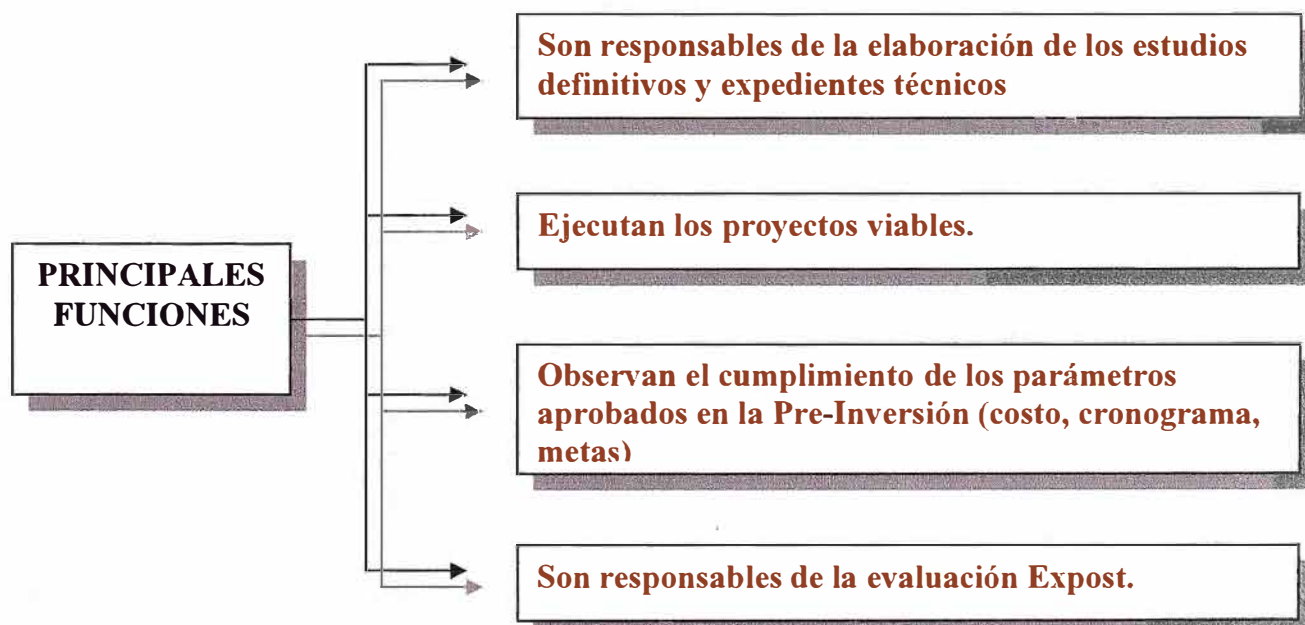 Son responsables de la elaboración de los estudios
definitivos y expedientes técnicos
Ejecutan los proyectos viables.
PRINCIPALES
FUNCIONES
Observan el cumplimiento de los parámetros
aprobados en la Pre-Inversión (costo, cronograma,
metas)
Son responsables de la evaluación Expost.